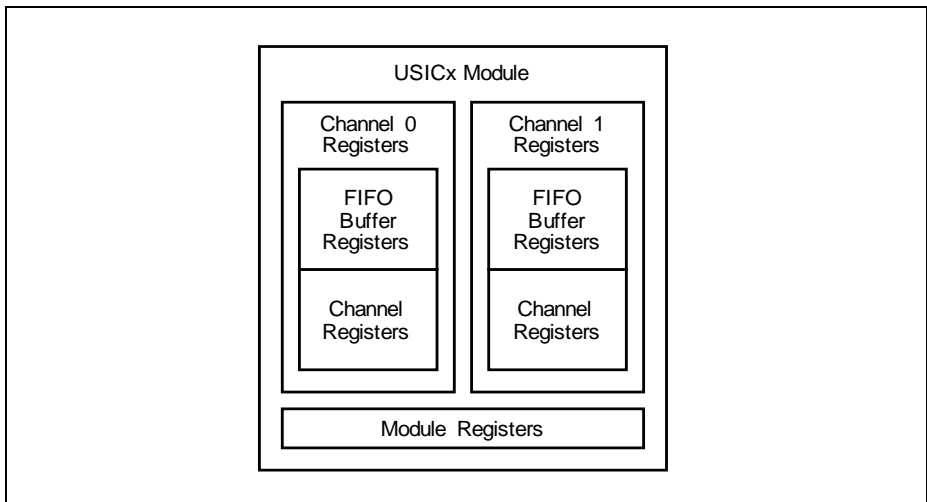 USICx Module
Channel 0
Registers
FIFO
Buffer
Registers
Channel
Registers
Channel 1
Registers
FIFO
Buffer
Registers
Channel
Registers
Module Registers